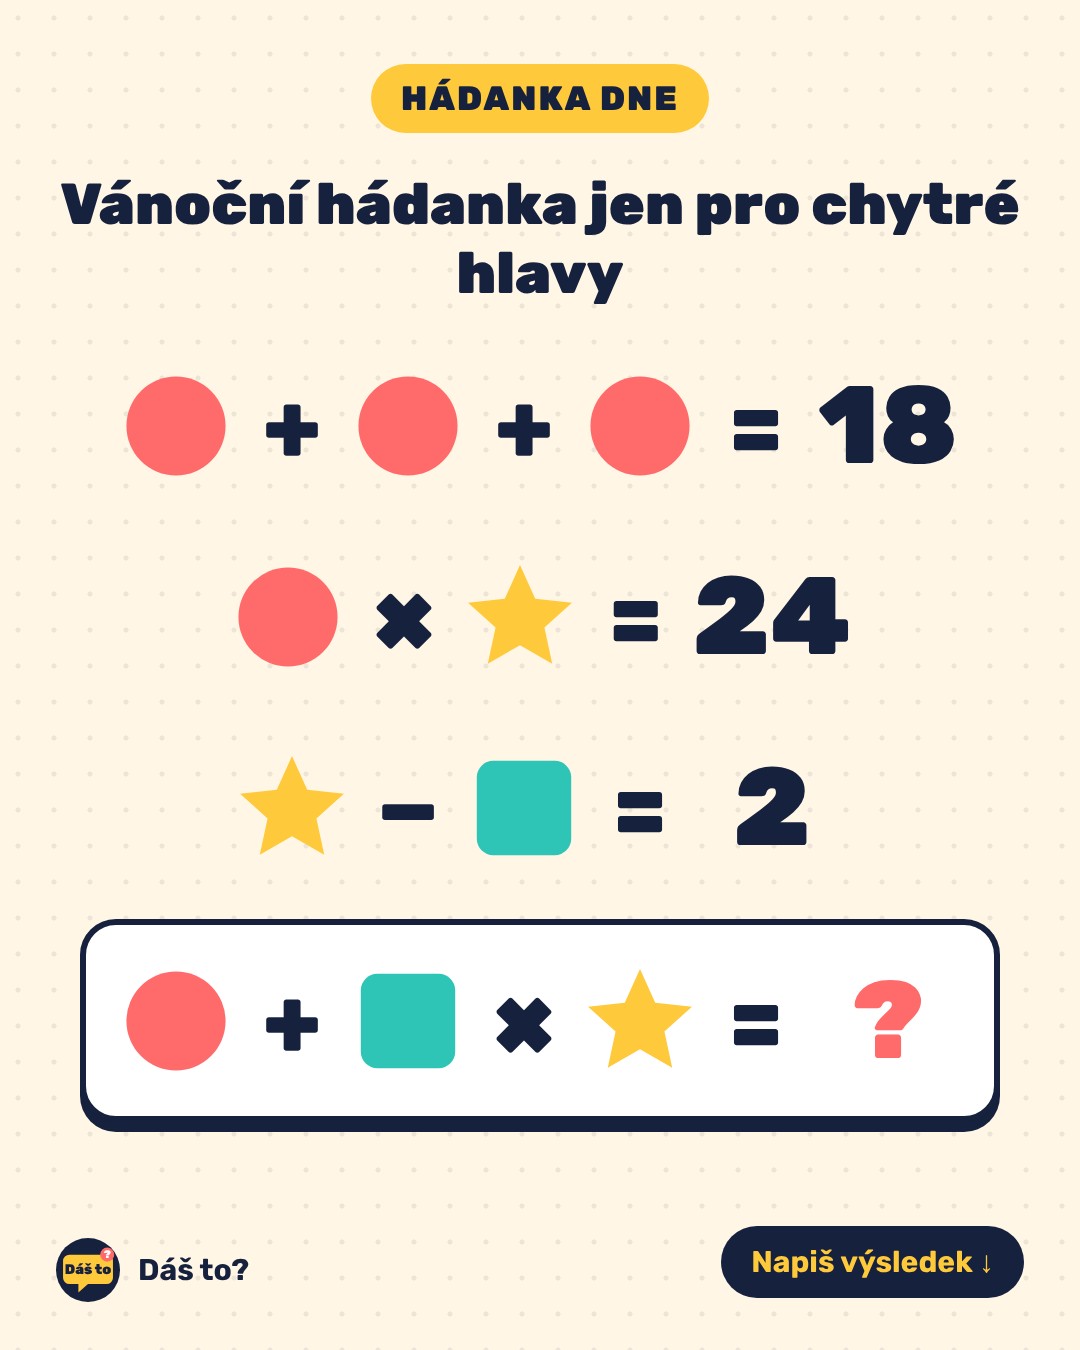 HÁDANKA DNE
Vánoční hádanka jen pro chytré
hlavy
+ + = 18
× = 24
− = 2
+ × = ?
Dáš to ?
Dáš to?
Napiš výsledek ↓